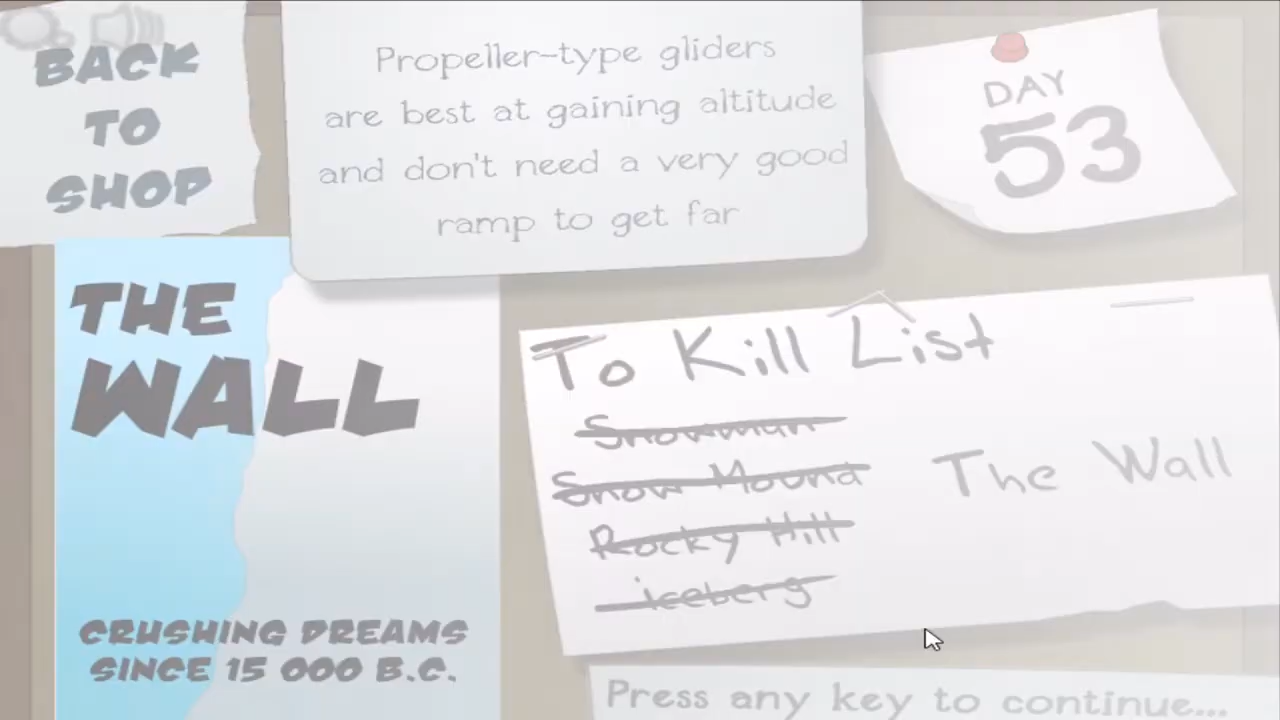 BACK
TO
SHOP
Propeller-type gliders
are best at gaining altitude
and don't need a very good
ramp to get far
DAY
53
THE
WALL
CRUSHING DREAMS
SINCE 15 000 B.C.
To Kill List
Snowman
Snow Mound
Rocky Hill
iceberg
The Wall
Press any key to continue...